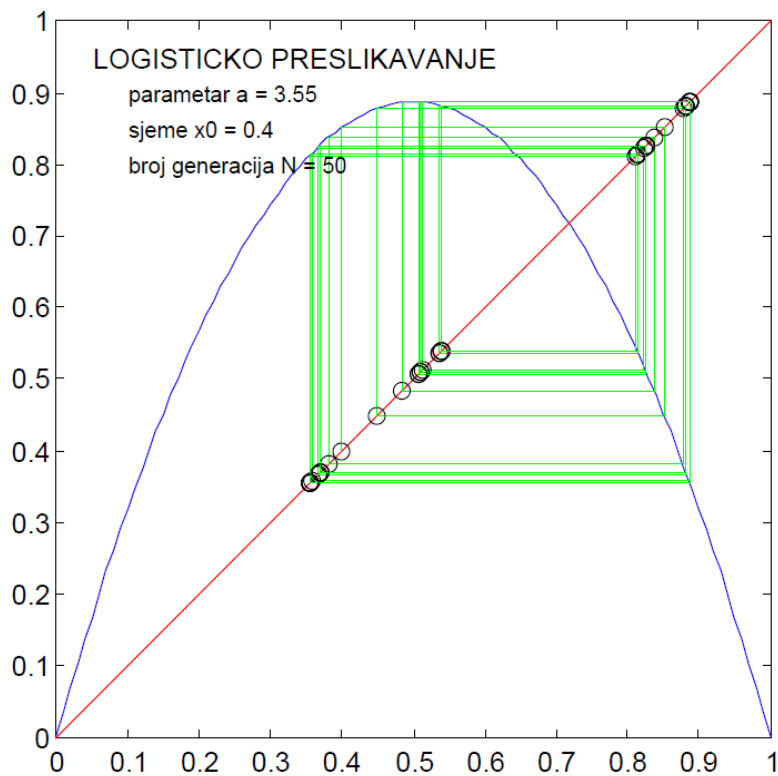 LOGISTICKO PRESLIKAVANJE
parametar a = 3.55
sjeme x0 = 0.4
broj generacija N = 50
1
0.9
0.8
0.7
0.6
0.5
0.4
0.3
0.2
0.1
0
0 0.1 0.2 0.3 0.4 0.5 0.6 0.7 0.8 0.9 1